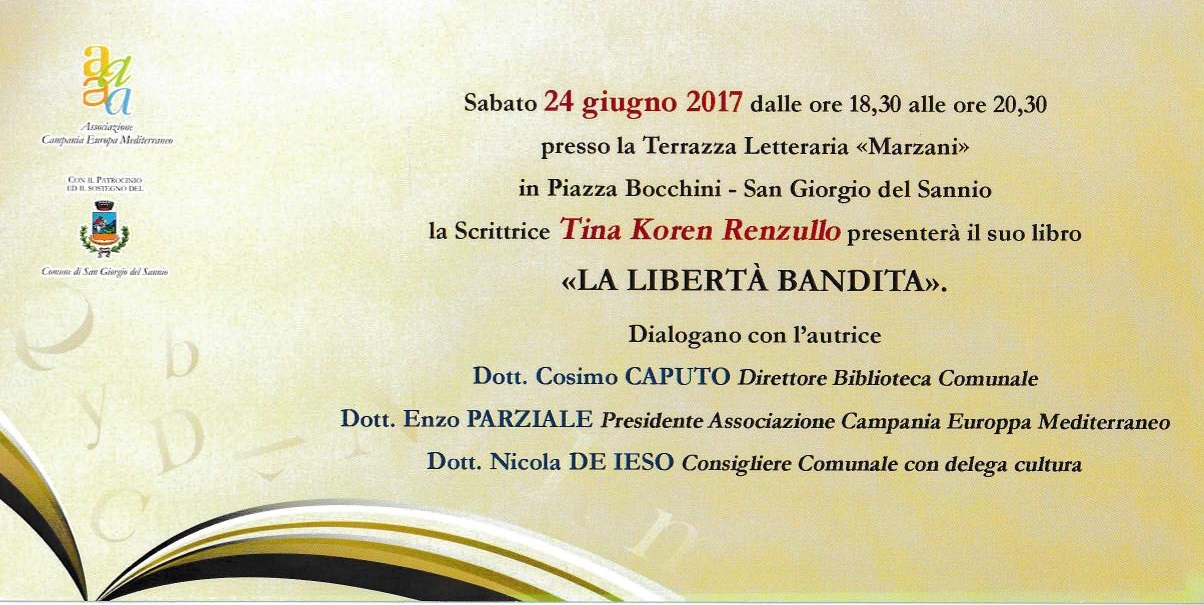 a
a
a
a
Associazione
Campania Europa Mediterraneo
CON IL PATROCINIO
ED IL SOSTEGNO DEL
Comune di San Giorgio del Sannio
Sabato 24 giugno 2017 dalle ore 18,30 alle ore 20,30
presso la Terrazza Letteraria «Marzani»
in Piazza Bocchini - San Giorgio del Sannio
la Scrittrice Tina Koren Renzullo presenterà il suo libro
«LA LIBERTÀ BANDITA».
Dialogano con l'autrice
Dott. Cosimo CAPUTO Direttore Biblioteca Comunale
Dott. Enzo PARZIALE Presidente Associazione Campania Europpa Mediterraneo
Dott. Nicola DE IESO Consigliere Comunale con delega cultura